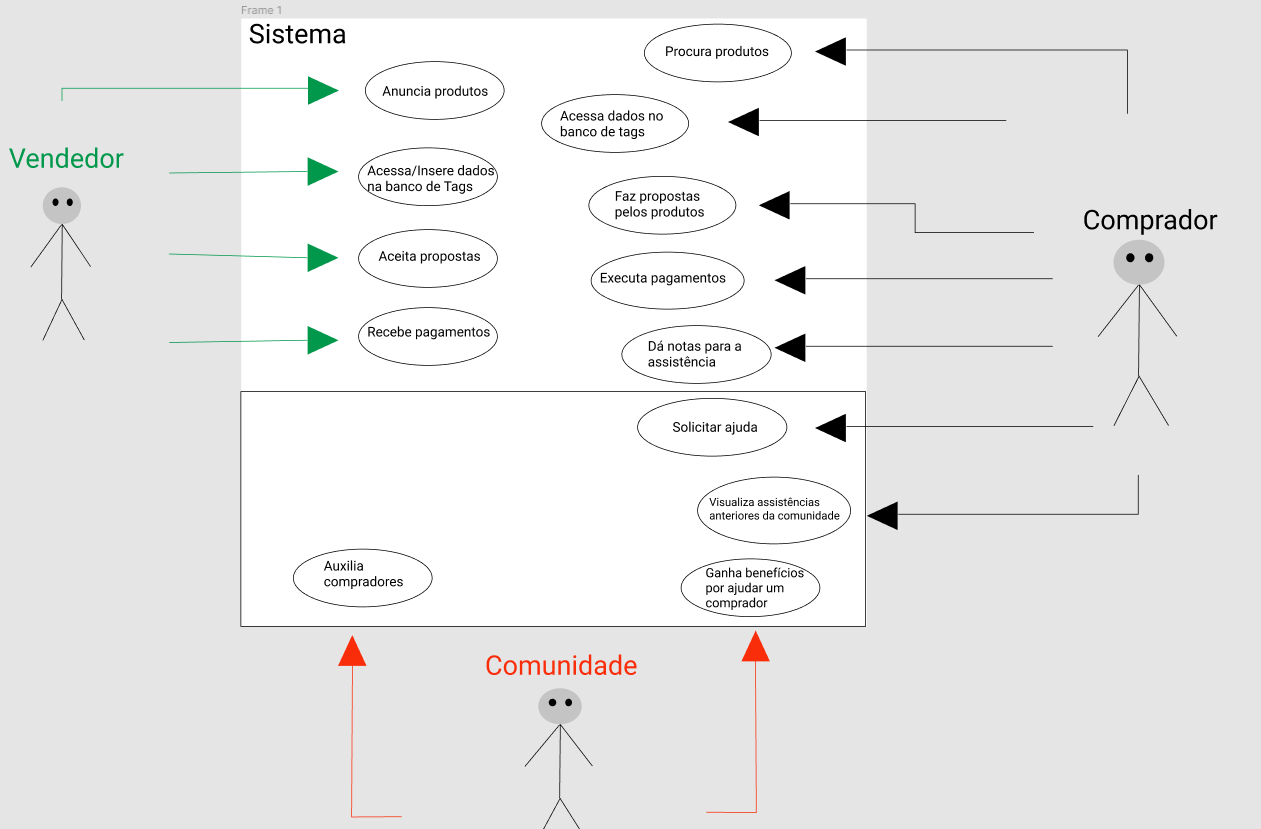 Frame 1
Sistema
Procura produtos
Anuncia produtos
Acessa dados no
banco de tags
Vendedor
Acessa/Insere dados
na banco de Tags
Faz propostas
pelos produtos
Comprador
Aceita propostas
Executa pagamentos
Recebe pagamentos
Dá notas para a
assistência
Solicitar ajuda
Visualiza assistências
anteriores da comunidade
Auxilia
compradores
Ganha benefícios
por ajudar um
comprador
Comunidade